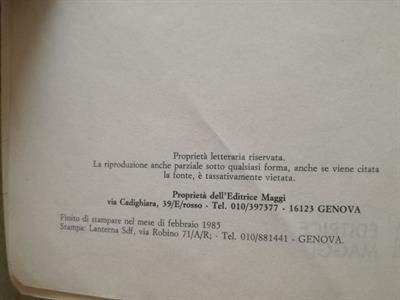 Proprietà letteraria riservata.
La riproduzione anche parziale sotto qualsiasi forma, anche se viene citata
la fonte, è tassativamente vietata.
Proprietà dell'Editrice Maggi
via Cadighiara, 39/E/rosso - Tel. 010/397377 - 16123 GENOVA
Finito di stampare nel mese di febbraio 1985
Stampa: Lanterna Sdf, via Robino 71/A/R; - Tel. 010/881441 - GENOVA.
EDITRICE
MAGGI